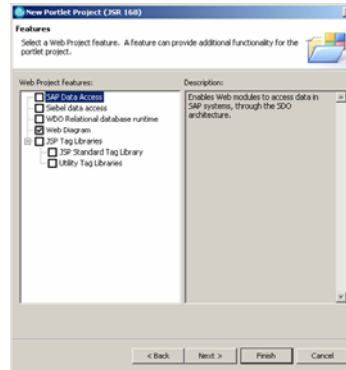 New Portlet Project (JSR 168)
Features
Select a Web Project feature. A feature can provide additional functionality for the
portlet project.
Web Project features:
Description:
SAP Data Access
Siebel data access
WDO Relational database runtime
Web Diagram
JSP Tag Libraries
JSP Standard Tag Library
Utility Tag Libraries
Enables Web modules to access data in
SAP systems, through the SDO
architecture.
< Back
Next >
Finish
Cancel